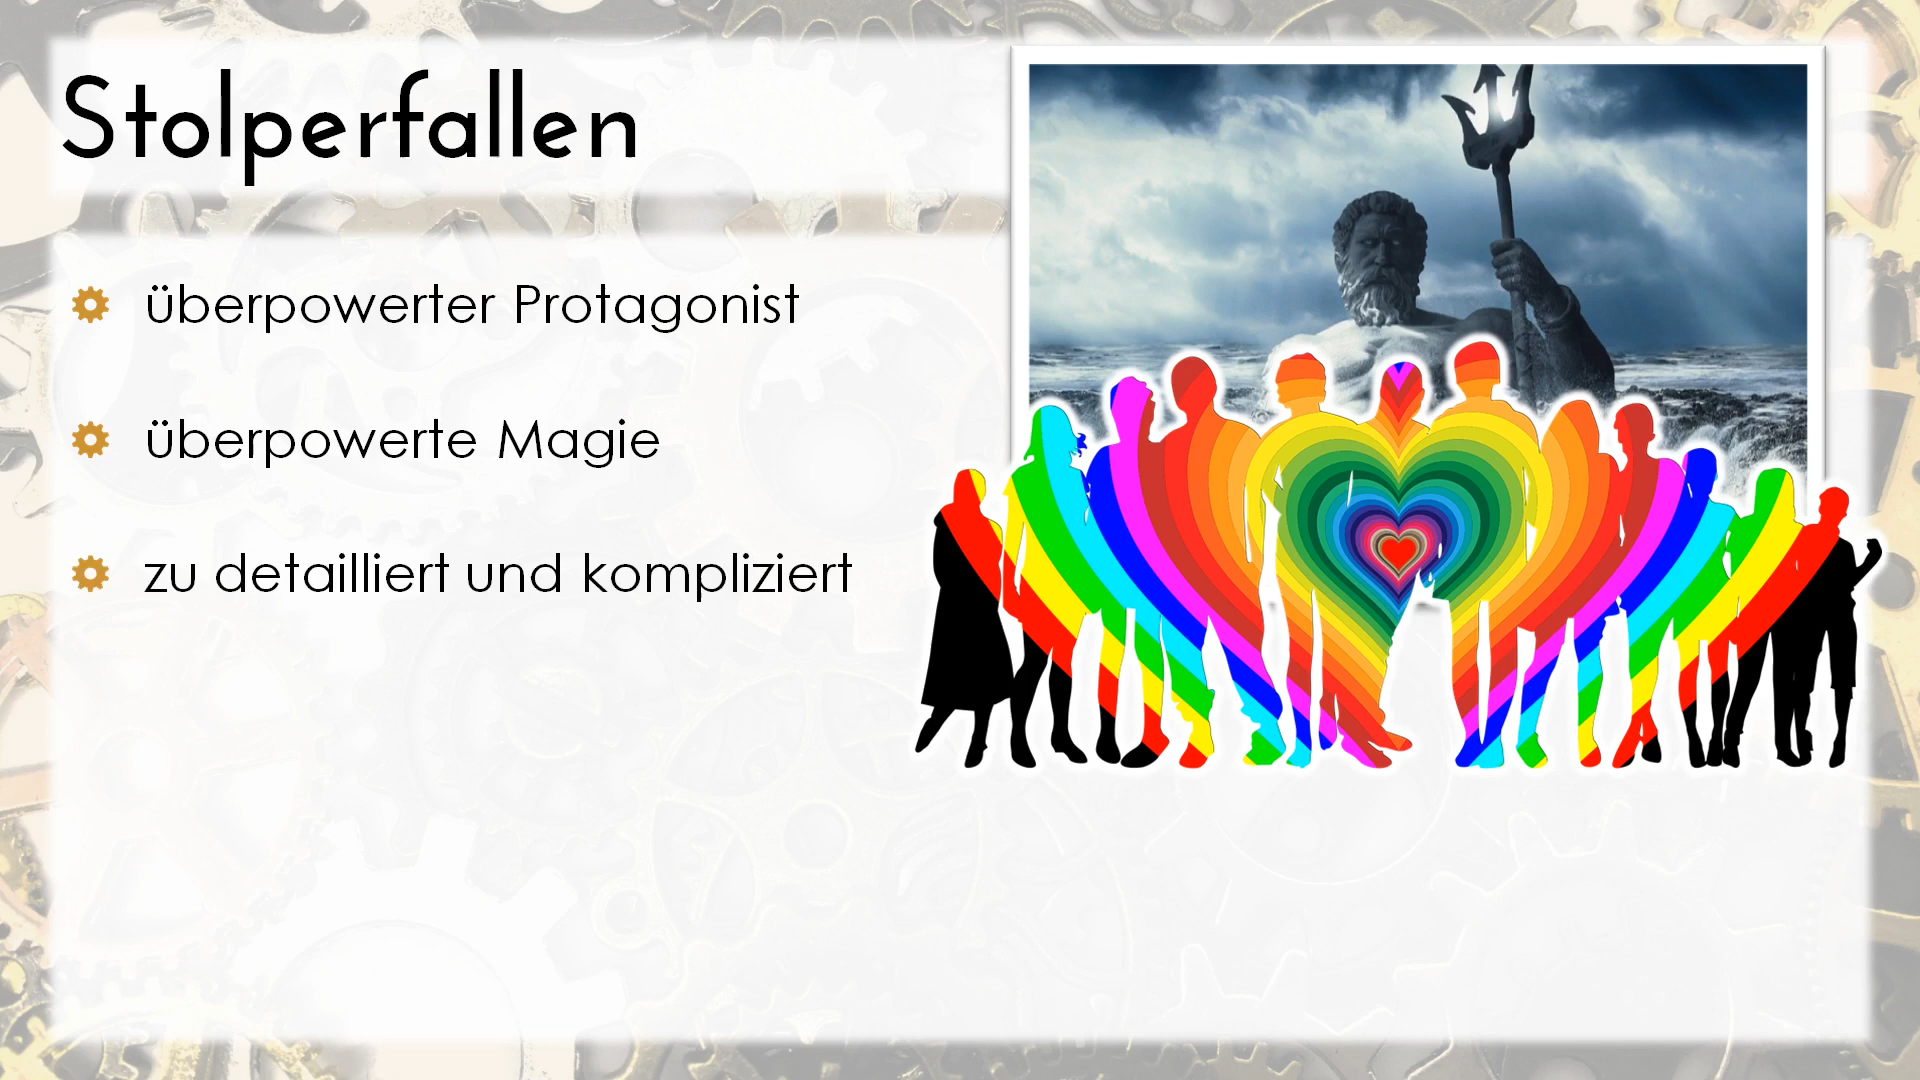 Stolperfallen
überpowerter Protagonist
überpowerte Magie
zu detailliert und kompliziert